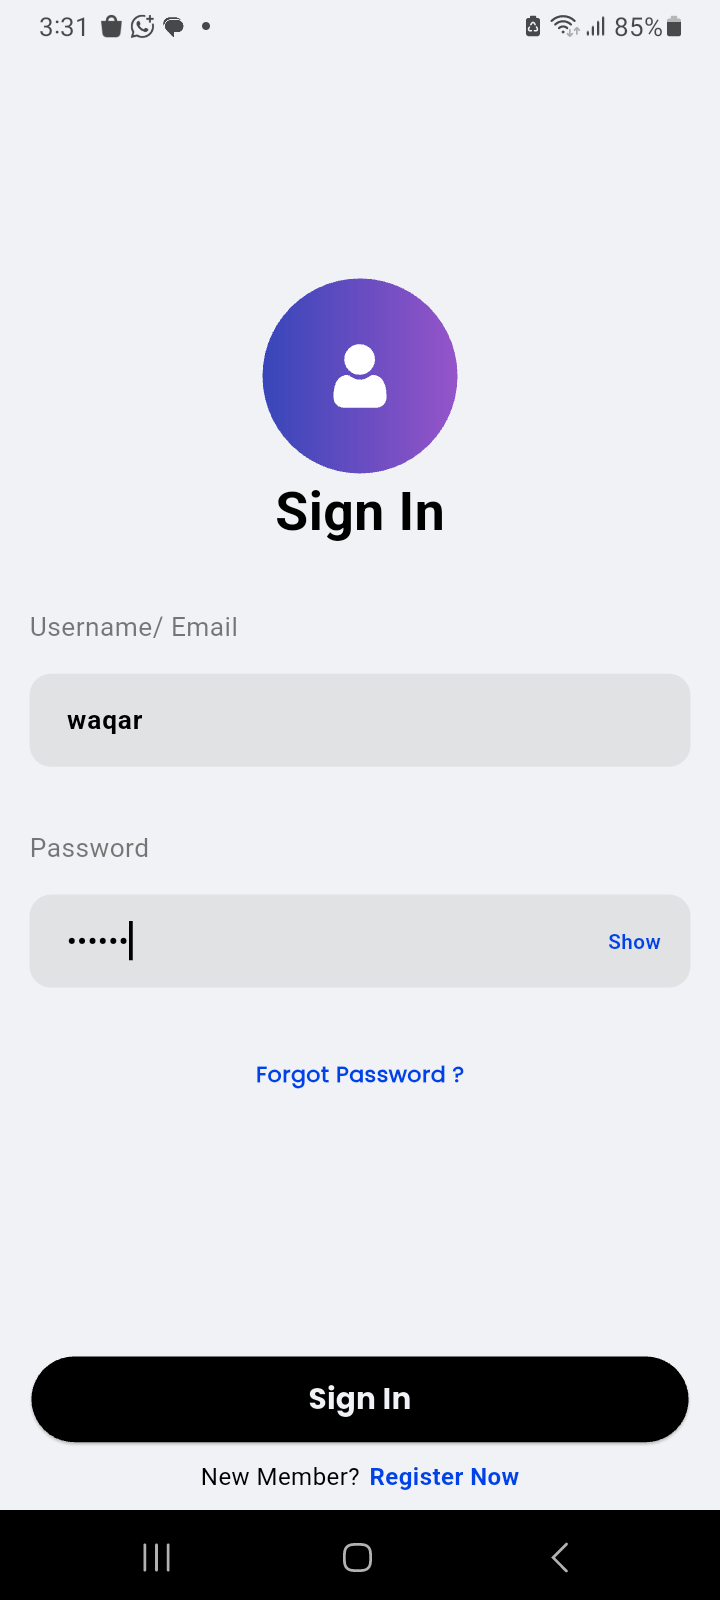 3:31 85%
Sign In
Username/ Email
waqar
Password
••••••
Show
Forgot Password ?
Sign In
New Member? Register Now